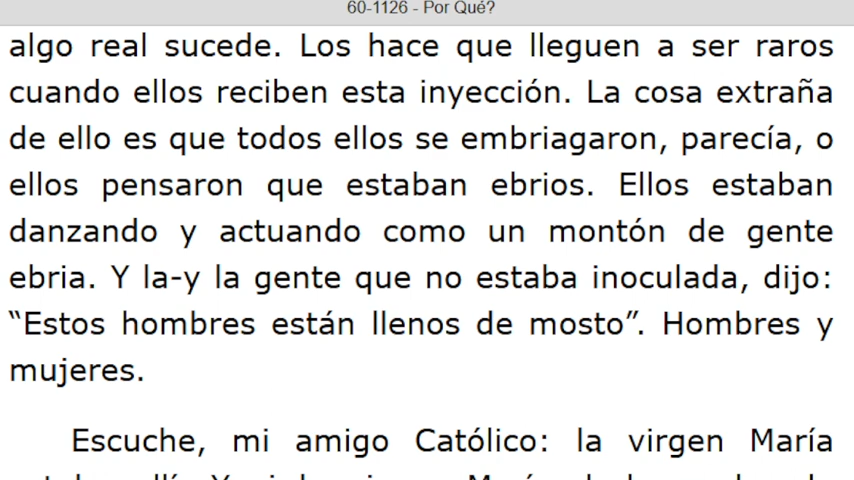 60-1126 - Por Qué?
algo real sucede. Los hace que lleguen a ser raros
cuando ellos reciben esta inyección. La cosa extraña
de ello es que todos ellos se embriagaron, parecía, o
ellos pensaron que estaban ebrios. Ellos estaban
danzando y actuando como un montón de gente
ebria. Y la-y la gente que no estaba inoculada, dijo:
“Estos hombres están llenos de mosto”. Hombres y
mujeres.
Escuche, mi amigo Católico: la virgen María